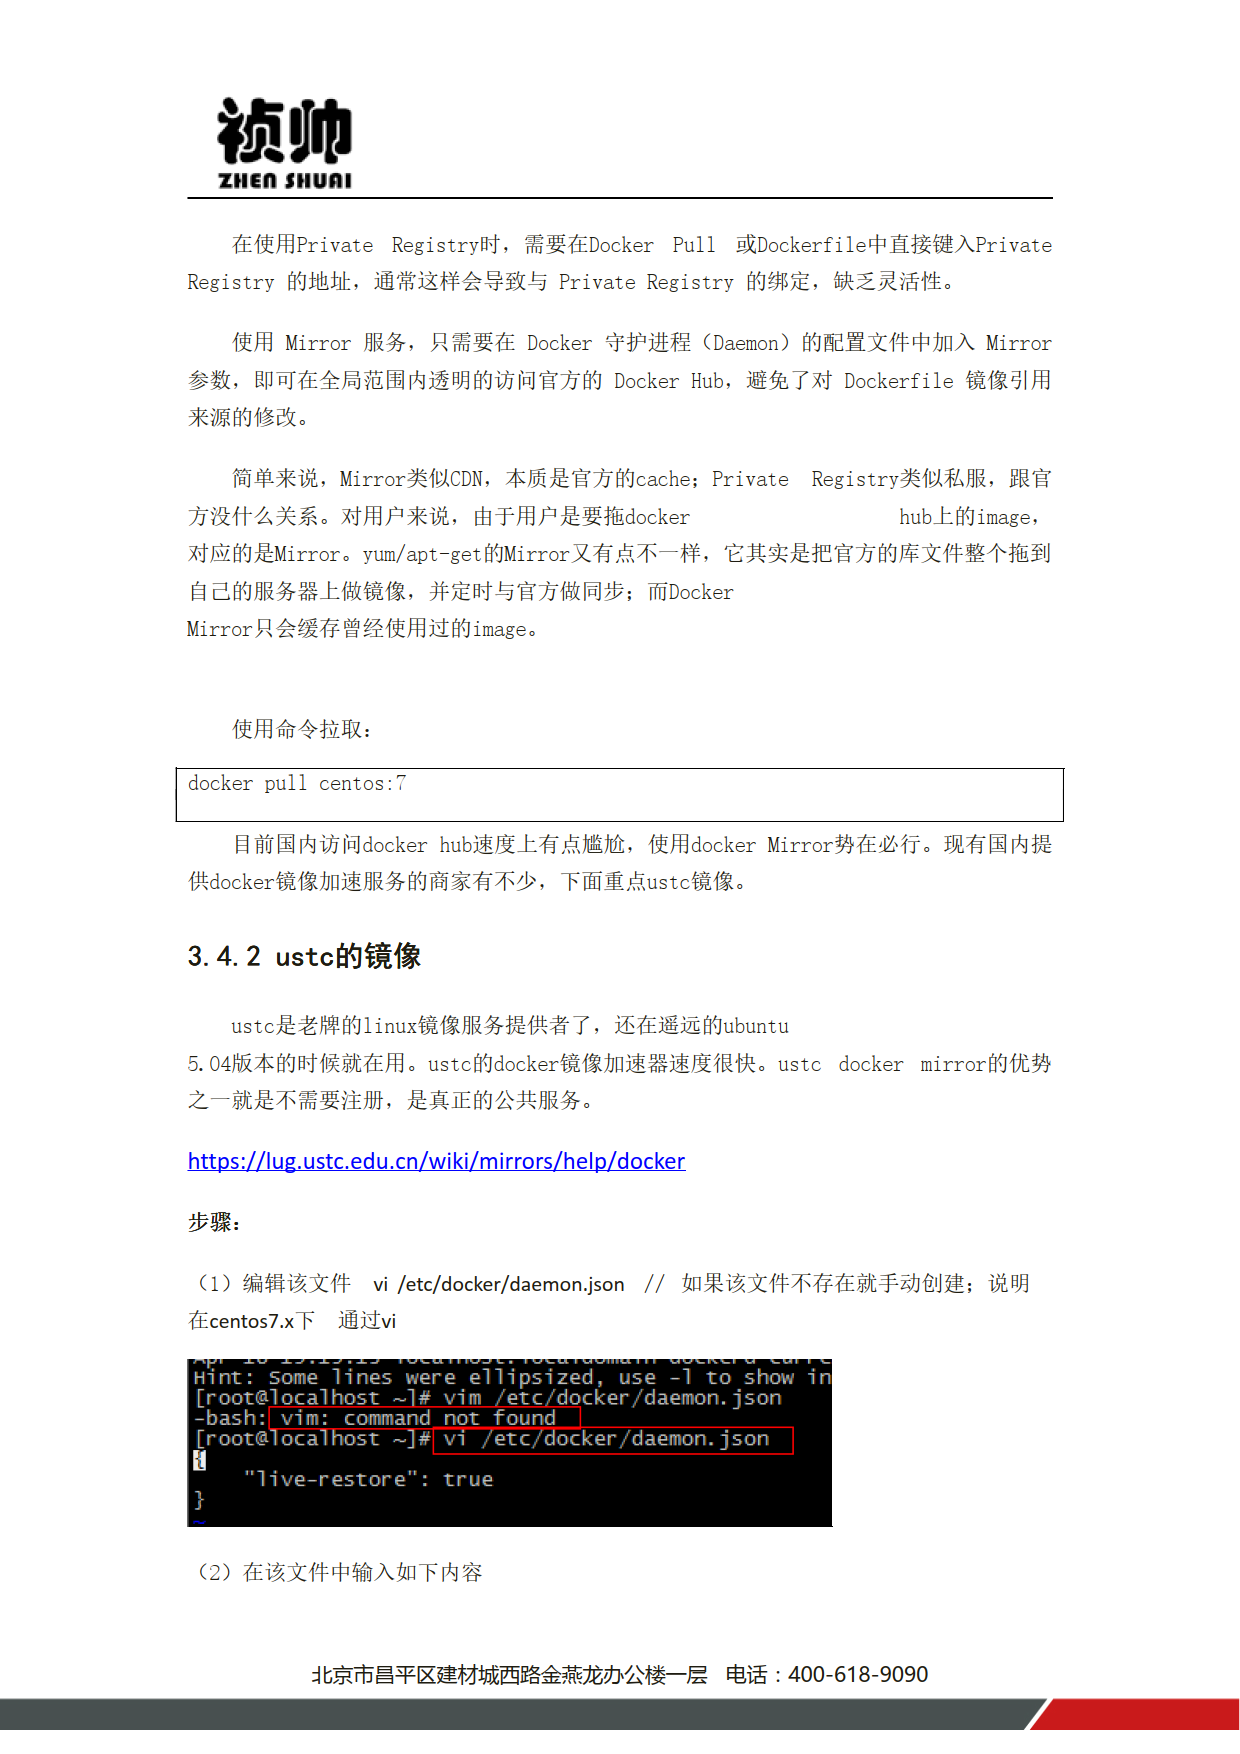 祯帅
ZHEN SHUAI
在使用Private Registry时，需要在Docker Pull 或Dockerfile中直接键入Private
Registry 的地址，通常这样会导致与 Private Registry 的绑定，缺乏灵活性。
使用 Mirror 服务，只需要在 Docker 守护进程（Daemon）的配置文件中加入 Mirror
参数，即可在全局范围内透明的访问官方的 Docker Hub，避免了对 Dockerfile 镜像引用
来源的修改。
简单来说，Mirror类似CDN，本质是官方的cache；Private Registry类似私服，跟官
方没什么关系。对用户来说，由于用户是要拖docker hub上的image，
对应的是Mirror。yum/apt-get的Mirror又有点不一样，它其实是把官方的库文件整个拖到
自己的服务器上做镜像，并定时与官方做同步；而Docker
Mirror只会缓存曾经使用过的image。
使用命令拉取：
docker pull centos:7
目前国内访问docker hub速度上有点尴尬，使用docker Mirror势在必行。现有国内提
供docker镜像加速服务的商家有不少，下面重点ustc镜像。
3.4.2 ustc的镜像
ustc是老牌的linux镜像服务提供者了，还在遥远的ubuntu
5.04版本的时候就在用。ustc的docker镜像加速器速度很快。ustc docker mirror的优势
之一就是不需要注册，是真正的公共服务。
https://lug.ustc.edu.cn/wiki/mirrors/help/docker
步骤：
（1）编辑该文件 vi /etc/docker/daemon.json // 如果该文件不存在就手动创建；说明
在centos7.x下 通过vi
Hint: Some lines were ellipsized, use -l to show in
[root@localhost ~]# vim /etc/docker/daemon.json
-bash: vim: command not found
[root@localhost ~]# vi /etc/docker/daemon.json
{
"live-restore": true
}
~
（2）在该文件中输入如下内容
北京市昌平区建材城西路金燕龙办公楼一层 电话：400-618-9090